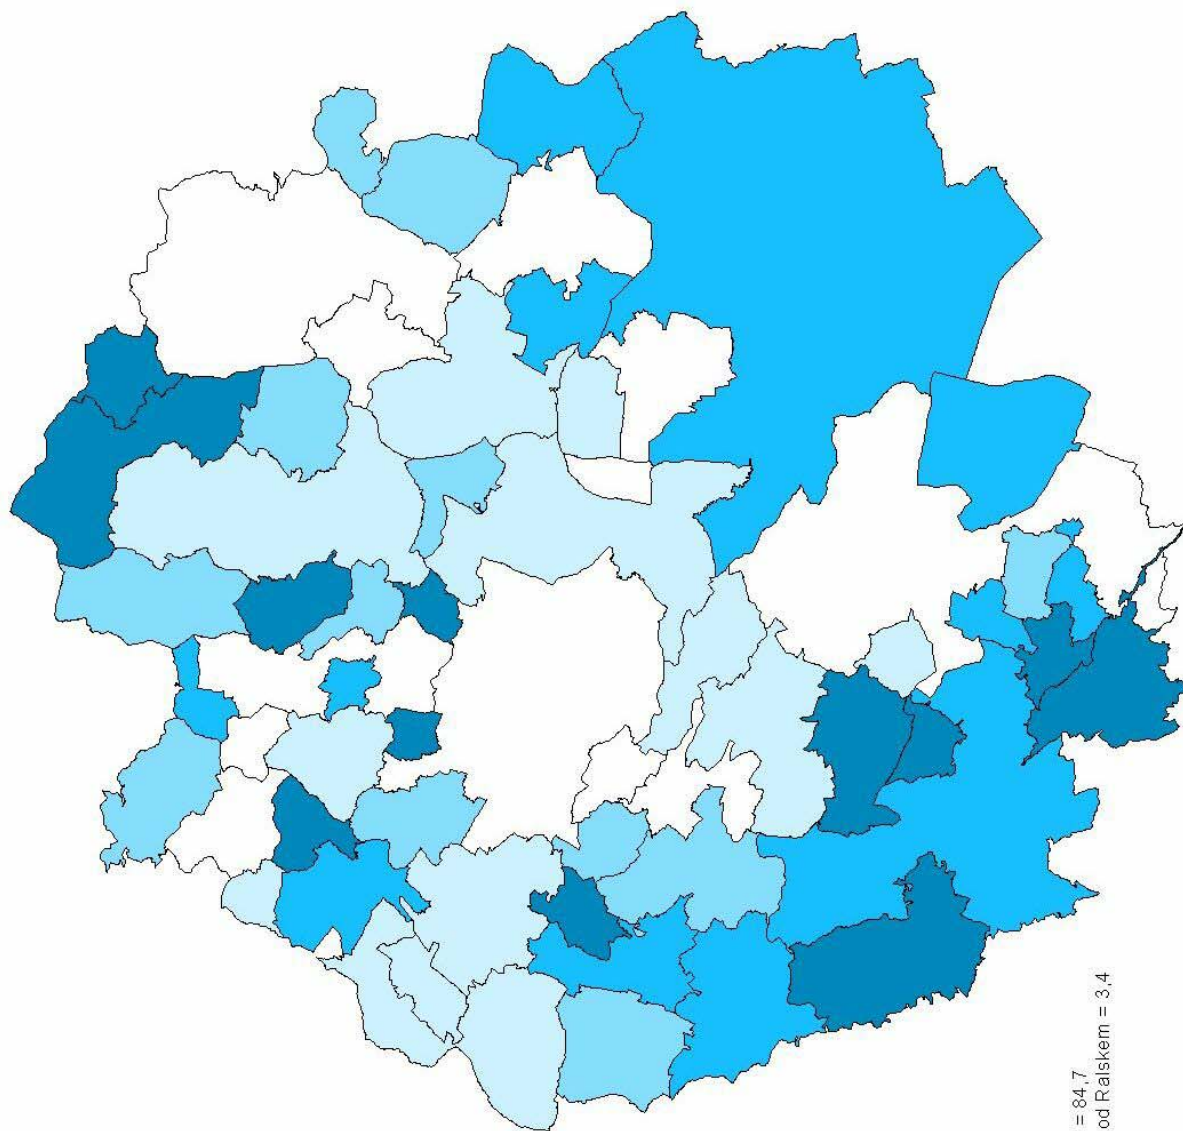 = 84,7
od Ralskem = 3,4